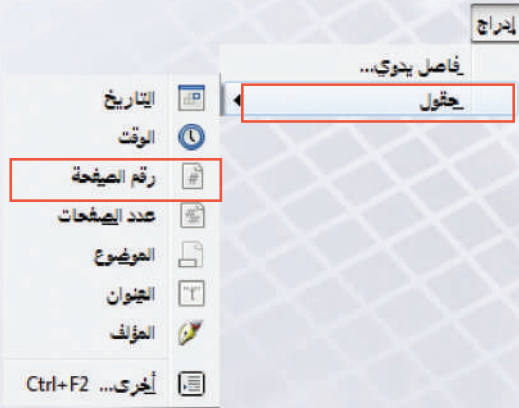 إدراج
فاصل يدوي...
حقول
التاريخ
الوقت
رقم الصفحة
عدد الصفحات
الموضوع
العنوان
المؤلف
أخرى... Ctrl+F2